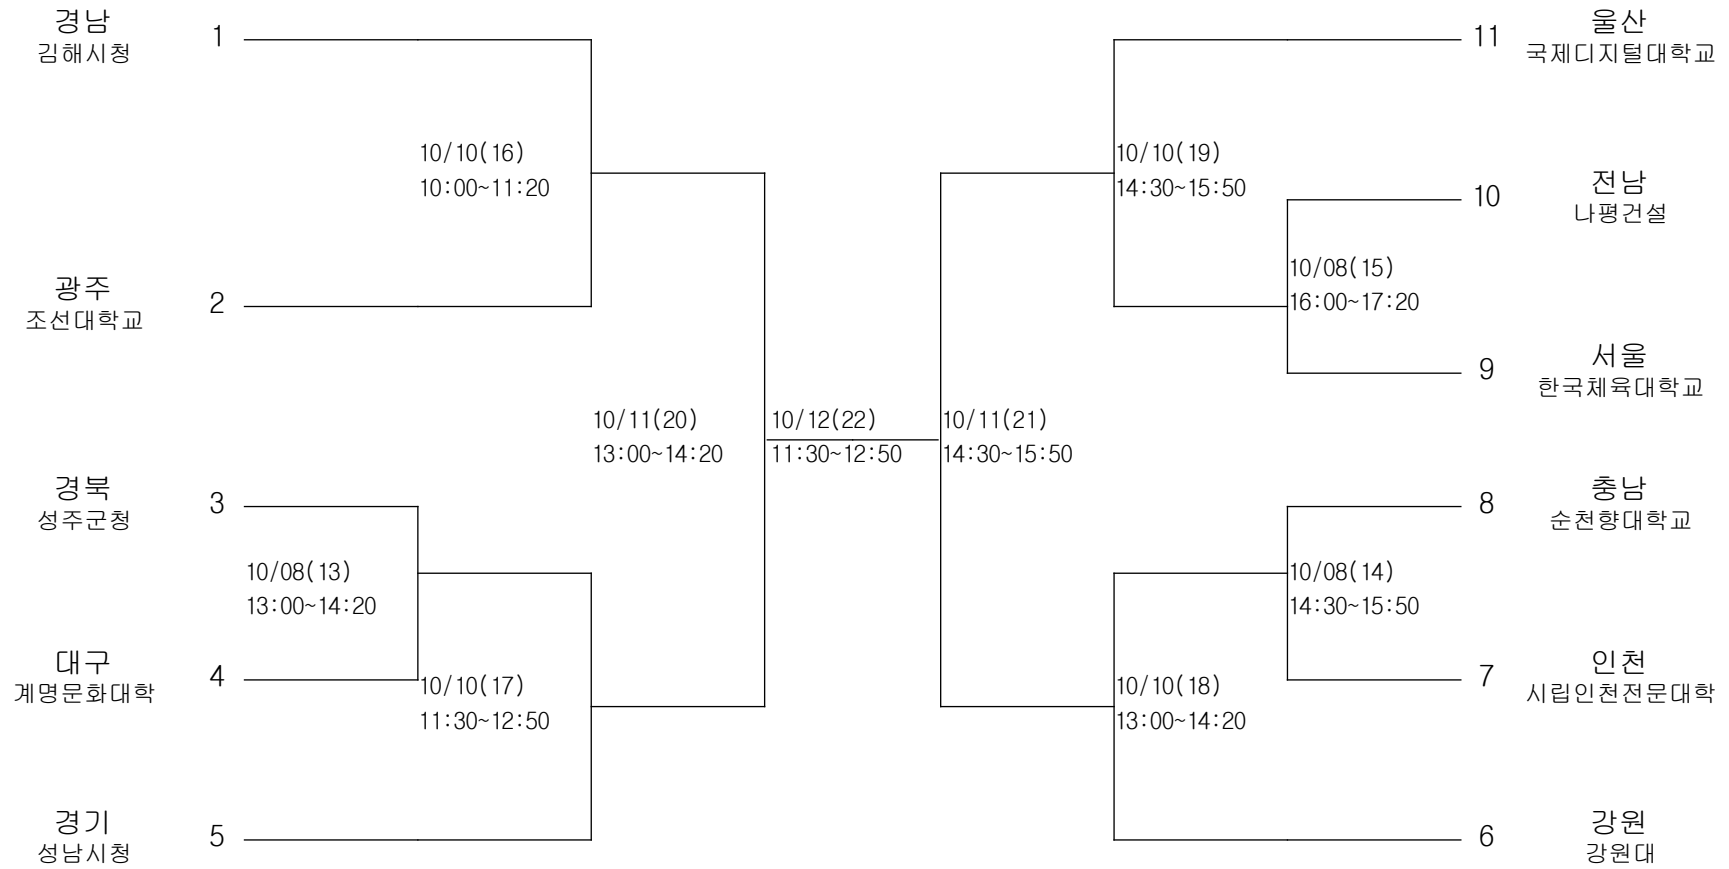 경남
김해시청
1
10/10(16)
10:00~11:20
광주
조선대학교
2
경북
성주군청
3
10/08(13)
13:00~14:20
대구
계명문화대학
4
10/10(17)
11:30~12:50
경기
성남시청
5
10/11(20)
13:00~14:20
10/12(22)
11:30~12:50
10/11(21)
14:30~15:50
11
울산
국제디지털대학교
10/10(19)
14:30~15:50
10
전남
나평건설
10/08(15)
16:00~17:20
9
서울
한국체육대학교
8
충남
순천향대학교
10/08(14)
14:30~15:50
7
인천
시립인천전문대학
10/10(18)
13:00~14:20
6
강원
강원대